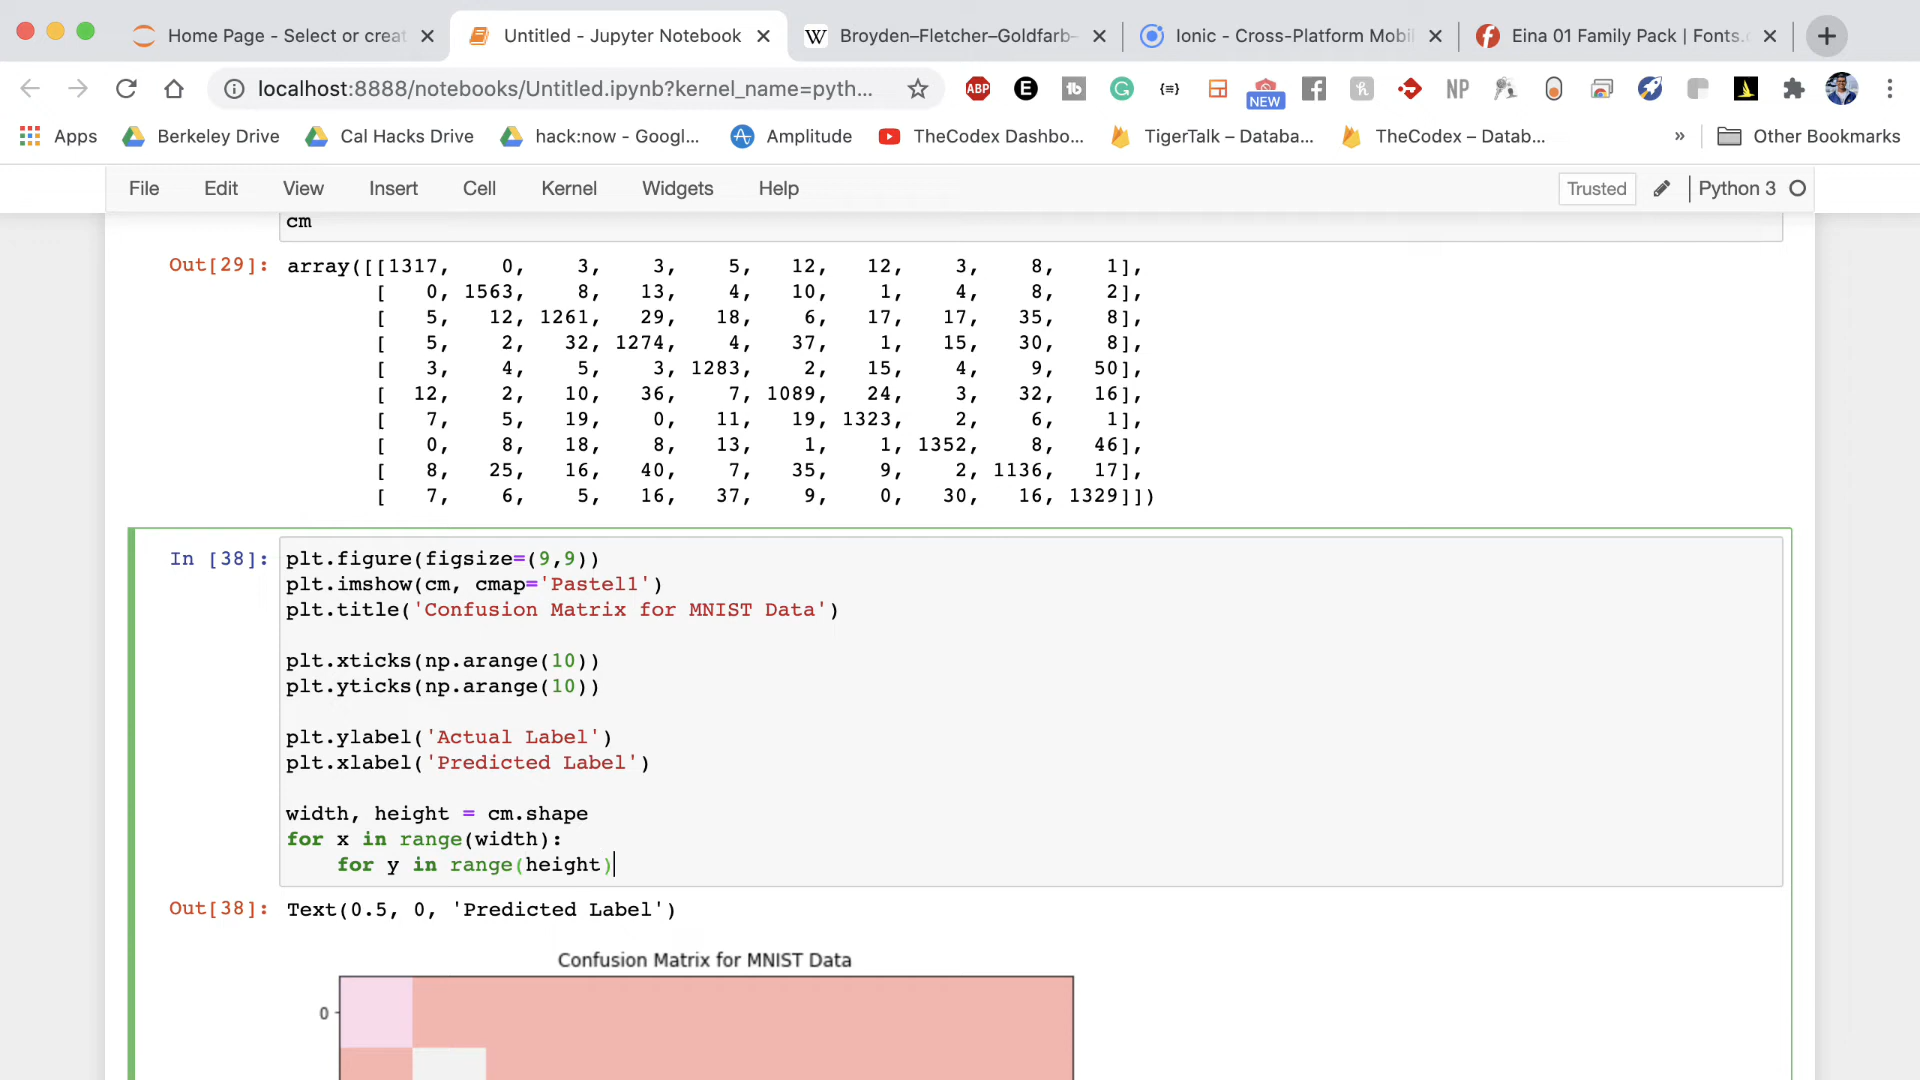 Home Page - Select or creat
Untitled - Jupyter Notebook
W Broyden–Fletcher–Goldfarb–
Ionic - Cross-Platform Mobil
Eina 01 Family Pack | Fonts.c
localhost:8888/notebooks/Untitled.ipynb?kernel_name=pyth...
ABP
E
tb
G
{≡}
NEW
NP
Apps
Berkeley Drive
Cal Hacks Drive
hack:now - Googl...
Amplitude
TheCodex Dashbo...
TigerTalk – Databa...
TheCodex – Datab...
»
Other Bookmarks
File Edit View Insert Cell Kernel Widgets Help
Trusted
Python 3
cm
Out[29]: array([[1317, 0, 3, 3, 5, 12, 12, 3, 8, 1],
[ 0, 1563, 8, 13, 4, 10, 1, 4, 8, 2],
[ 5, 12, 1261, 29, 18, 6, 17, 17, 35, 8],
[ 5, 2, 32, 1274, 4, 37, 1, 15, 30, 8],
[ 3, 4, 5, 3, 1283, 2, 15, 4, 9, 50],
[ 12, 2, 10, 36, 7, 1089, 24, 3, 32, 16],
[ 7, 5, 19, 0, 11, 19, 1323, 2, 6, 1],
[ 0, 8, 18, 8, 13, 1, 1, 1352, 8, 46],
[ 8, 25, 16, 40, 7, 35, 9, 2, 1136, 17],
[ 7, 6, 5, 16, 37, 9, 0, 30, 16, 1329]])
In [38]: plt.figure(figsize=(9,9))
plt.imshow(cm, cmap='Pastel1')
plt.title('Confusion Matrix for MNIST Data')
plt.xticks(np.arange(10))
plt.yticks(np.arange(10))
plt.ylabel('Actual Label')
plt.xlabel('Predicted Label')
width, height = cm.shape
for x in range(width):
for y in range(height)
Out[38]: Text(0.5, 0, 'Predicted Label')
Confusion Matrix for MNIST Data
0